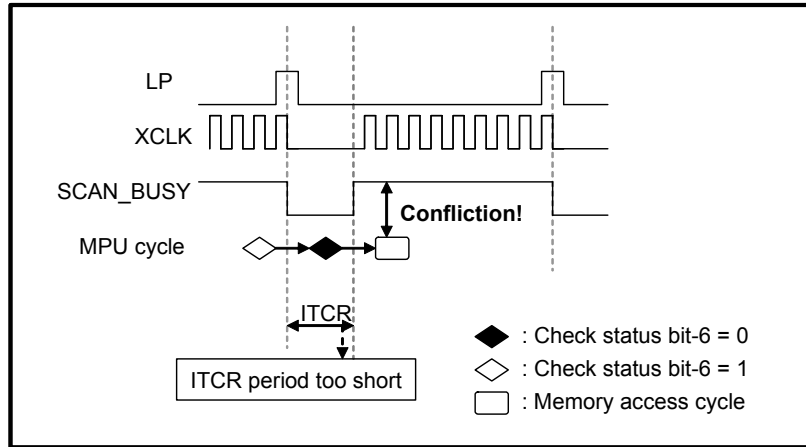 LP
XCLK
SCAN_BUSY
Confliction!
MPU cycle
ITCR
ITCR period too short
: Check status bit-6 = 0
: Check status bit-6 = 1
: Memory access cycle